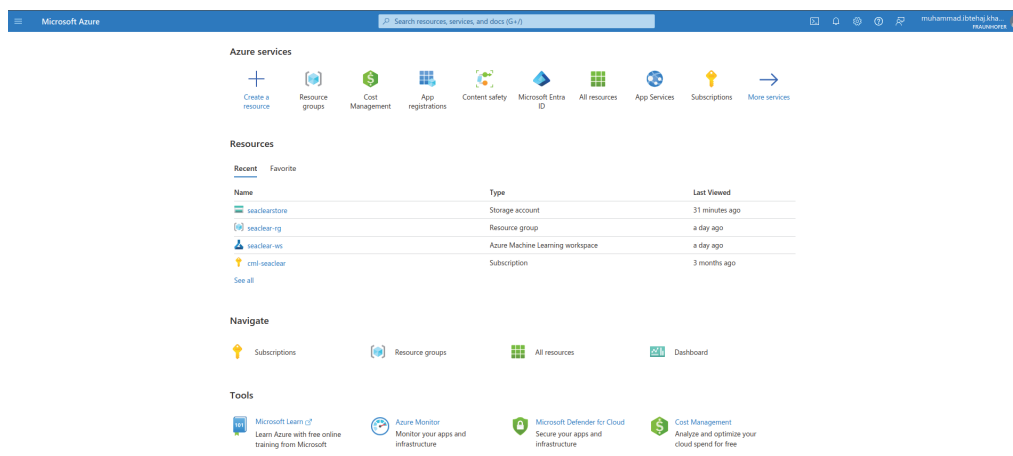 Microsoft Azure
Search resources, services, and docs (G+/)
muhammad.ibtehaj.kha...
FRAUNHOFER
Azure services
Create a resource
Resource groups
Cost Management
App registrations
Content safety
Microsoft Entra ID
All resources
App Services
Subscriptions
More services
Resources
Recent Favorite
Name Type Last Viewed
seaclearstore Storage account 31 minutes ago
seaclear-rg Resource group a day ago
seaclear-ws Azure Machine Learning workspace a day ago
cml-seaclear Subscription 3 months ago
See all
Navigate
Subscriptions Resource groups All resources Dashboard
Tools
101
Microsoft Learn
Learn Azure with free online
training from Microsoft
Azure Monitor
Monitor your apps and
infrastructure
Microsoft Defender for Cloud
Secure your apps and
infrastructure
Cost Management
Analyze and optimize your
cloud spend for free